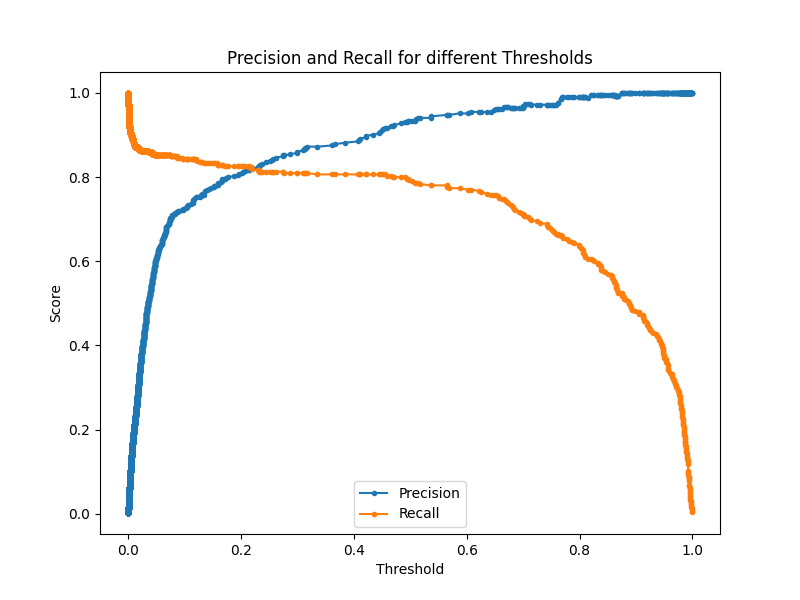 Precision and Recall for different Thresholds
1.0
0.8
0.6
0.4
0.2
0.0
Score
Precision
Recall
0.0 0.2 0.4 0.6 0.8 1.0
Threshold